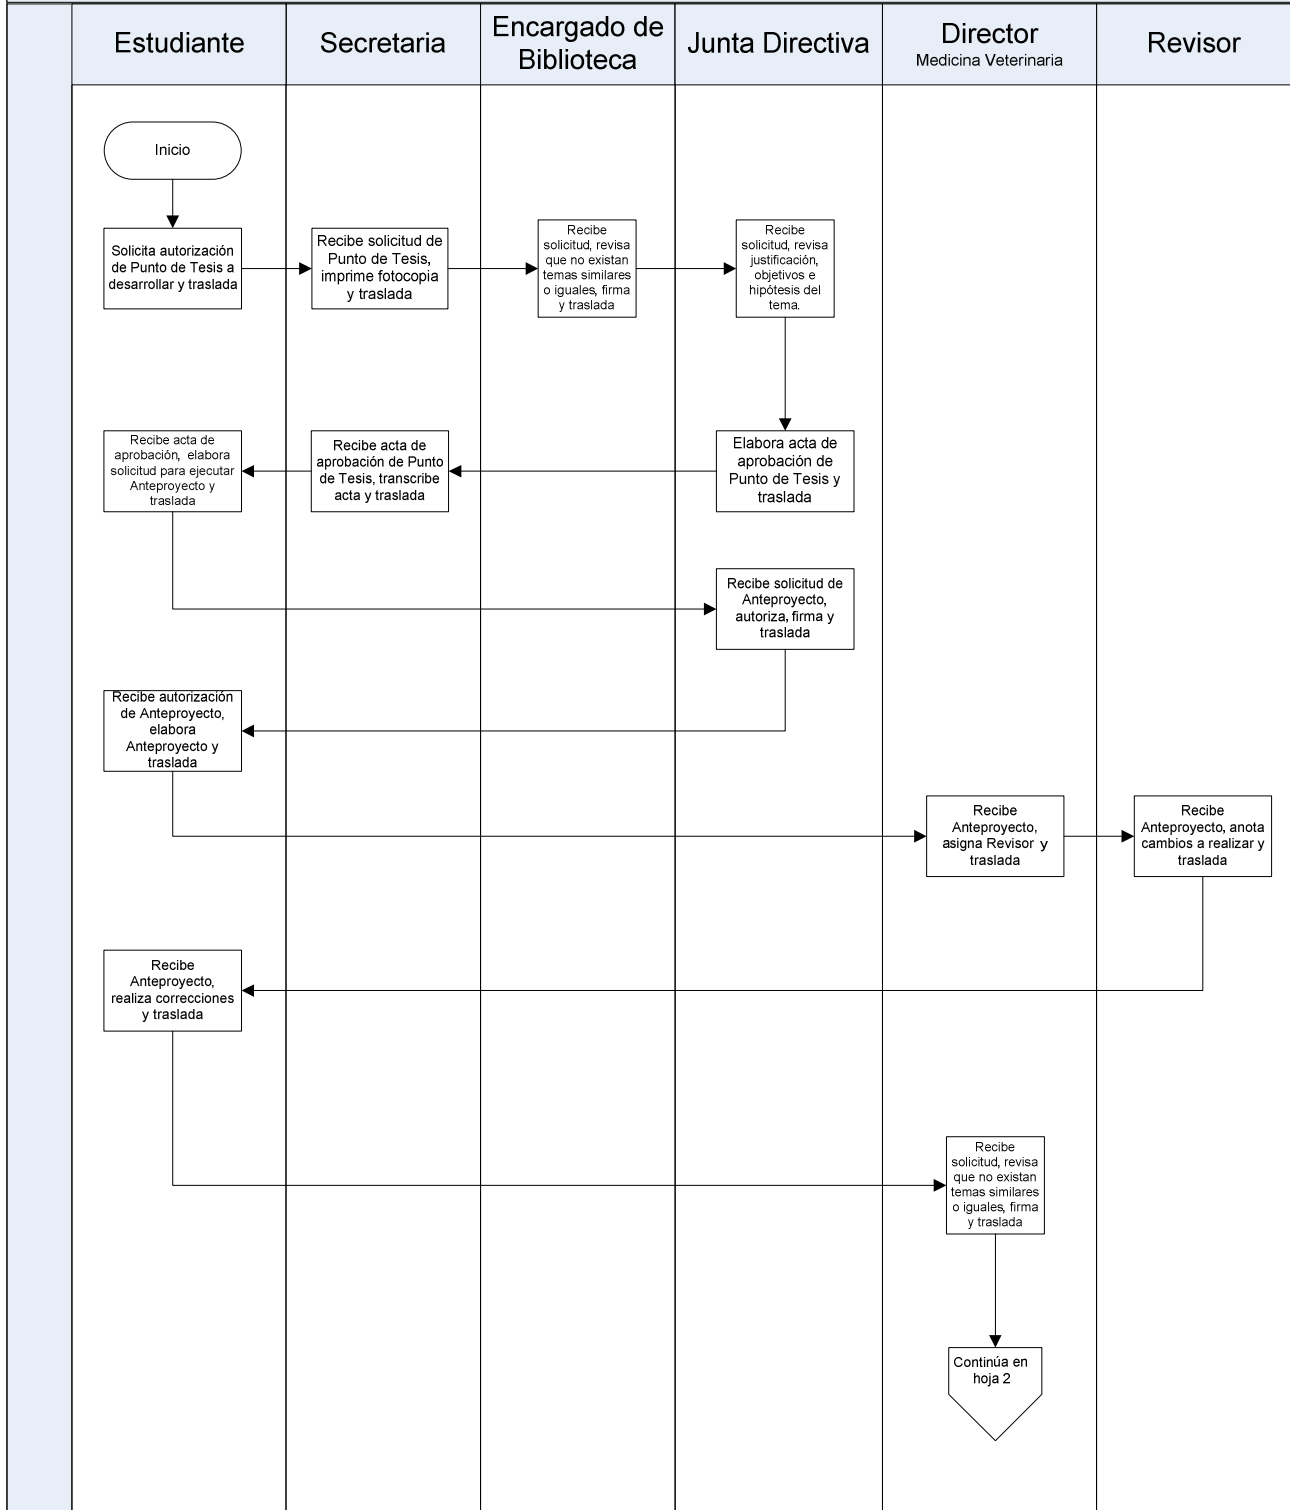 Estudiante
Secretaria
Encargado de
Biblioteca
Junta Directiva
Director
Medicina Veterinaria
Revisor
Inicio
Solicita autorización
de Punto de Tesis a
desarrollar y traslada
Recibe solicitud de
Punto de Tesis,
imprime fotocopia
y traslada
Recibe
solicitud, revisa
que no existan
temas similares
o iguales, firma
y traslada
Recibe
solicitud, revisa
justificación,
objetivos e
hipótesis del
tema.
Recibe acta de
aprobación, elabora
solicitud para ejecutar
Anteproyecto y
traslada
Recibe acta de
aprobación de Punto
de Tesis, transcribe
acta y traslada
Elabora acta de
aprobación de
Punto de Tesis y
traslada
Recibe solicitud de
Anteproyecto,
autoriza, firma y
traslada
Recibe autorización
de Anteproyecto,
elabora
Anteproyecto y
traslada
Recibe
Anteproyecto,
asigna Revisor y
traslada
Recibe
Anteproyecto, anota
cambios a realizar y
traslada
Recibe
Anteproyecto,
realiza correcciones
y traslada
Recibe
solicitud, revisa
que no existan
temas similares
o iguales, firma
y traslada
Continúa en
hoja 2